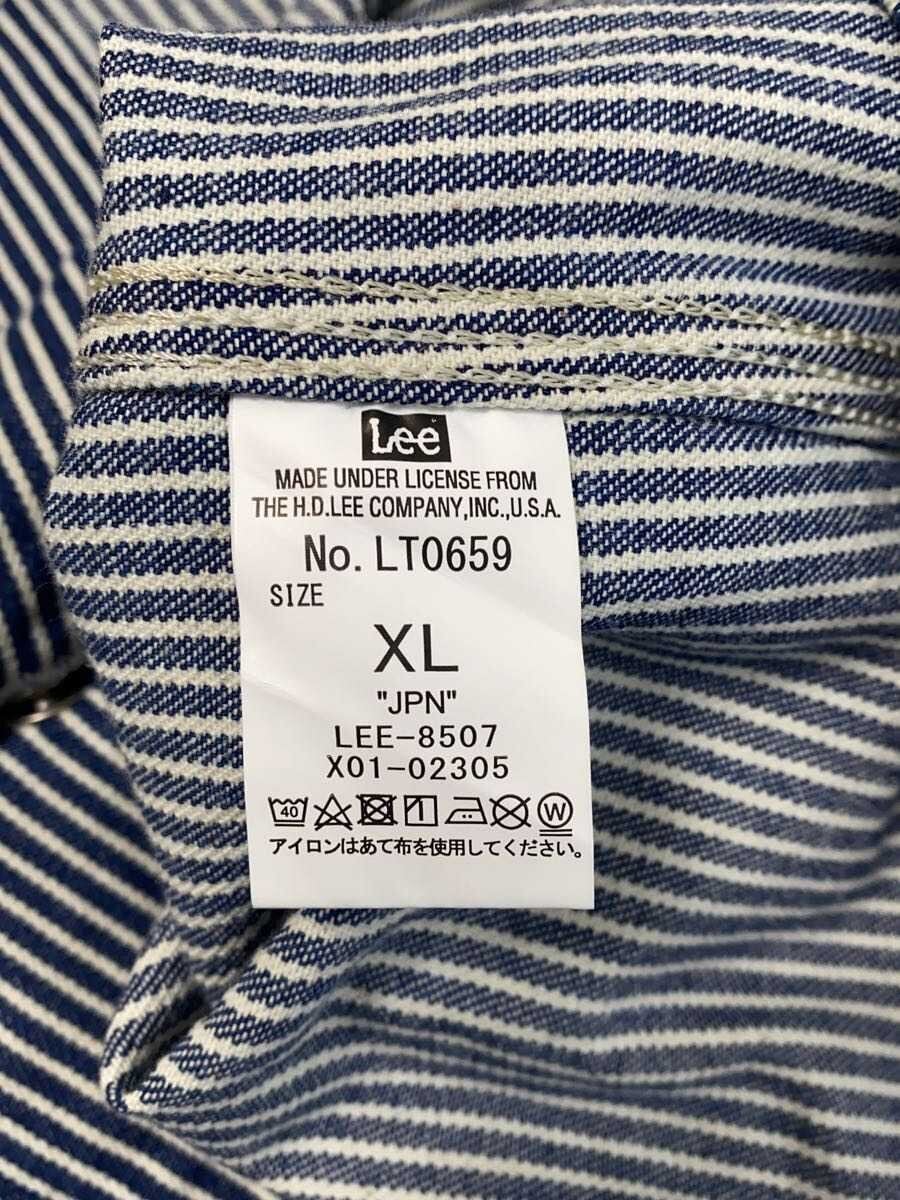 Lee
MADE UNDER LICENSE FROM
THE H.D.LEE COMPANY,INC.,U.S.A.
No. LT0659
SIZE
XL
"JPN"
LEE-8507
X01-02305
40 W
アイロンはあて布を使用してください。